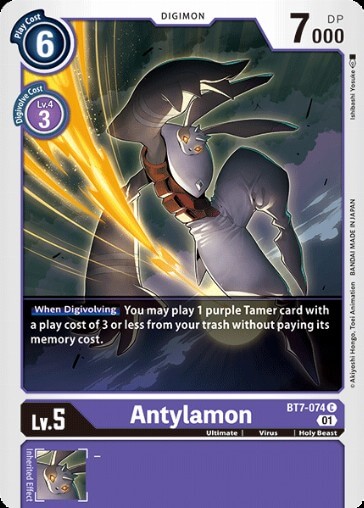 Play Cost
6
DIGIMON
7000
DP
Digivolve Cost
Lv.4
3
Illust. Ishibashi Yosuke
When Digivolving You may play 1 purple Tamer card with
a play cost of 3 or less from your trash without paying its
memory cost.
© Akiyoshi Hongo, Toei Animation BANDAI MADE IN JAPAN
Lv.5
Antylamon
BT7-074 C
01
Ultimate | Virus | Holy Beast
Inherited Effect
-